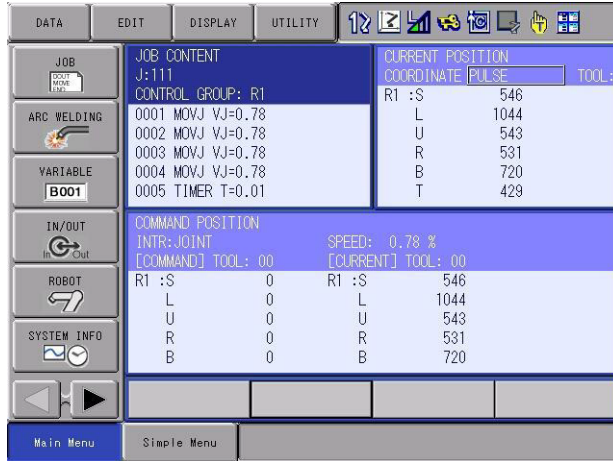 DATA EDIT DISPLAY UTILITY
JOB
DOUT
MOVE
END
ARC WELDING
VARIABLE
B001
IN/OUT
In Out
ROBOT
SYSTEM INFO
JOB CONTENT
J:111
CONTROL GROUP: R1
0001 MOVJ VJ=0.78
0002 MOVJ VJ=0.78
0003 MOVJ VJ=0.78
0004 MOVJ VJ=0.78
0005 TIMER T=0.01
CURRENT POSITION
COORDINATE PULSE TOOL:
R1 :S 546
L 1044
U 543
R 531
B 720
T 429
COMMAND POSITION
INTR:JOINT SPEED: 0.78 %
[COMMAND] TOOL: 00 [CURRENT] TOOL: 00
R1 :S 0 R1 :S 546
L 0 L 1044
U 0 U 543
R 0 R 531
B 0 B 720
Main Menu Simple Menu